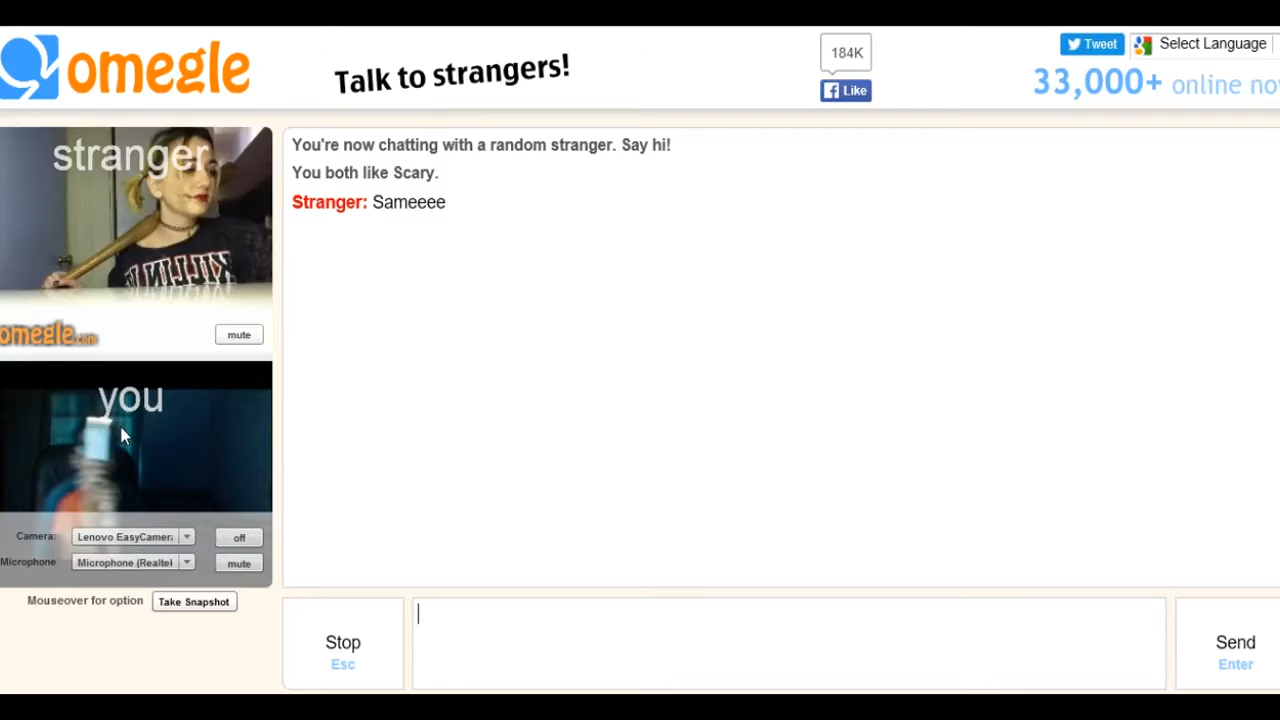 omegle
Talk to strangers!
184K
Like
Tweet
Select Language
33,000+ online no
stranger
omegle.com
mute
you
Camera:
Lenovo EasyCamera
off
Microphone
Microphone (Realtek
mute
Mouseover for option
Take Snapshot
You're now chatting with a random stranger. Say hi!
You both like Scary.
Stranger: Sameeee
Stop
Esc
Send
Enter